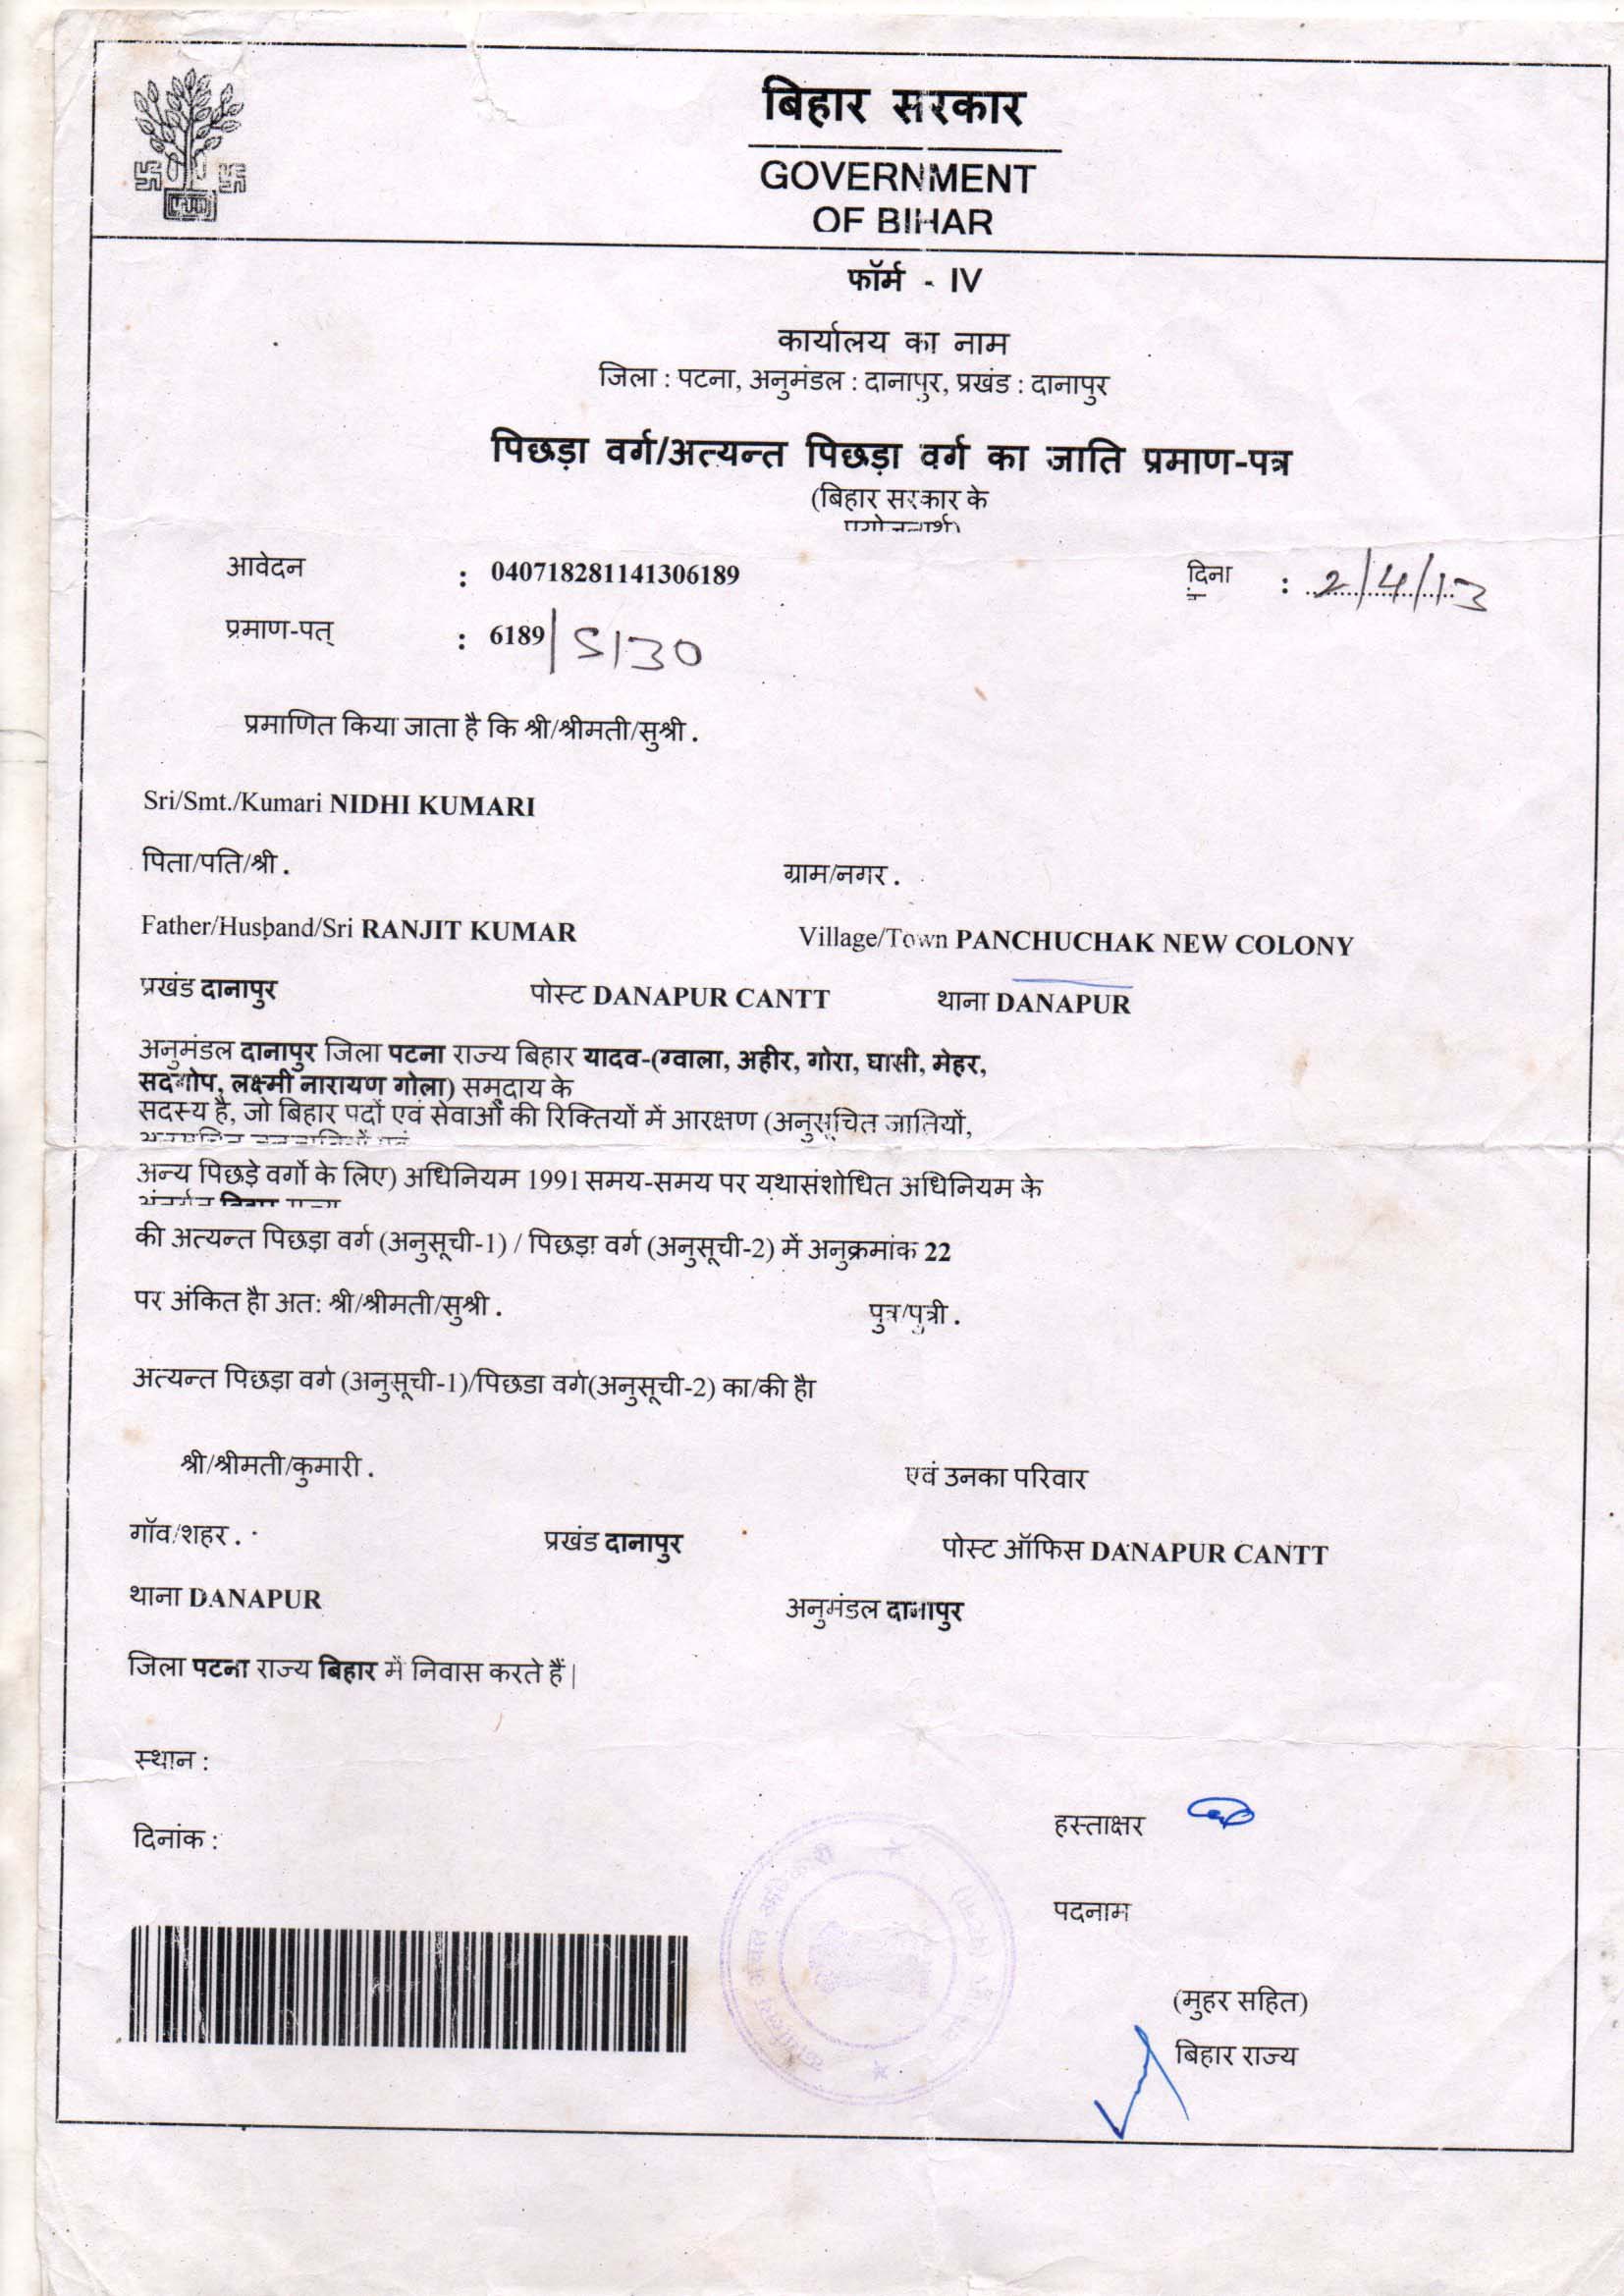 बिहार सरकार
GOVERNMENT
OF BIHAR
फॉर्म - IV
कार्यालय का नाम
जिला : पटना, अनुमंडल : दानापुर, प्रखंड : दानापुर
पिछड़ा वर्ग/अत्यन्त पिछड़ा वर्ग का जाति प्रमाण-पत्र
(बिहार सरकार के
आवेदन : 040718281141306189 दिना : 2/4/13
प्रमाण-पत् : 6189/5130
प्रमाणित किया जाता है कि श्री/श्रीमती/सुश्री .
Sri/Smt./Kumari NIDHI KUMARI
पिता/पति/श्री . ग्राम/नगर .
Father/Husband/Sri RANJIT KUMAR Village/Town PANCHUCHAK NEW COLONY
प्रखंड दानापुर पोस्ट DANAPUR CANTT थाना DANAPUR
अनुमंडल दानापुर जिला पटना राज्य बिहार यादव-(ग्वाला, अहीर, गोरा, घासी, मेहर,
सदगोप, लक्ष्मी नारायण गोला) समुदाय के
सदस्य है, जो बिहार पदों एवं सेवाओं की रिक्तियों में आरक्षण (अनुसूचित जातियों,
अन्य पिछड़े वर्गो के लिए) अधिनियम 1991 समय-समय पर यथासंशोधित अधिनियम के
की अत्यन्त पिछड़ा वर्ग (अनुसूची-1) / पिछड़ा वर्ग (अनुसूची-2) में अनुक्रमांक 22
पर अंकित हैा अत: श्री/श्रीमती/सुश्री . पुत्र/पुत्री .
अत्यन्त पिछड़ा वर्ग (अनुसूची-1)/पिछडा वर्ग(अनुसूची-2) का/की हैा
श्री/श्रीमती/कुमारी . एवं उनका परिवार
गॉव/शहर . प्रखंड दानापुर पोस्ट ऑफिस DANAPUR CANTT
थाना DANAPUR अनुमंडल दानापुर
जिला पटना राज्य बिहार में निवास करते हैं|
स्थान :
दिनांक : हस्ताक्षर
पदनाम
(मुहर सहित)
बिहार राज्य